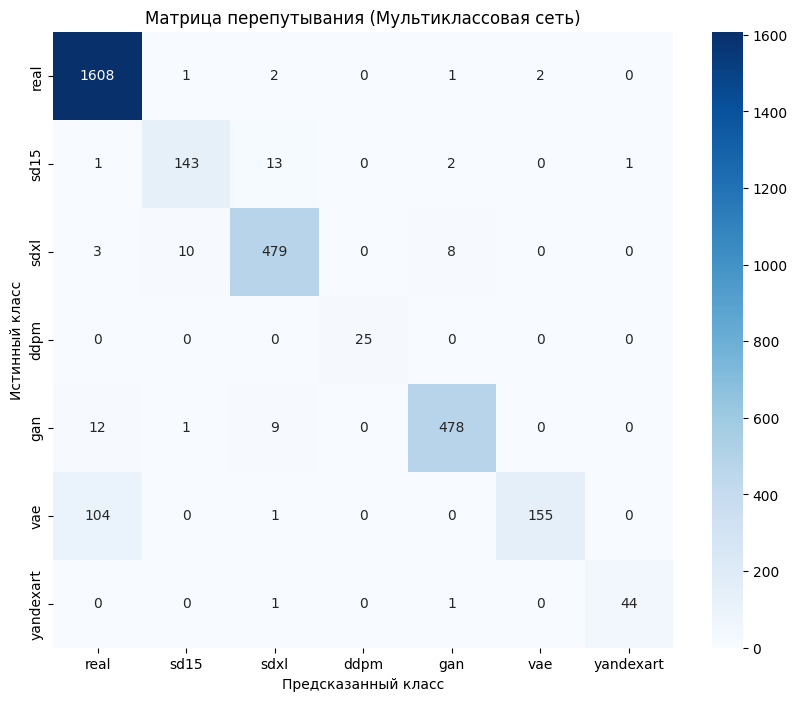 Матрица перепутывания (Мультиклассовая сеть)
Истинный класс
real 1608 1 2 0 1 2 0
sd15 1 143 13 0 2 0 1
sdxl 3 10 479 0 8 0 0
ddpm 0 0 0 25 0 0 0
gan 12 1 9 0 478 0 0
vae 104 0 1 0 0 155 0
yandexart 0 0 1 0 1 0 44
real sd15 sdxl ddpm gan vae yandexart
Предсказанный класс
1600
1400
1200
1000
800
600
400
200
0